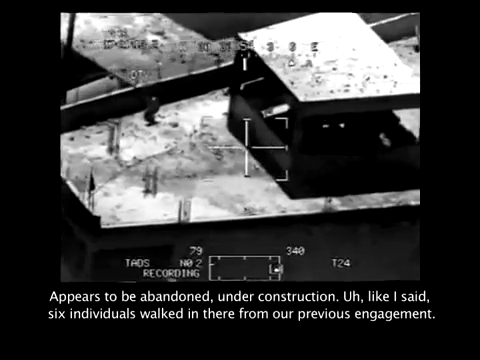 79 340
TADS NO 2 T24
RECORDING
Appears to be abandoned, under construction. Uh, like I said,
six individuals walked in there from our previous engagement.